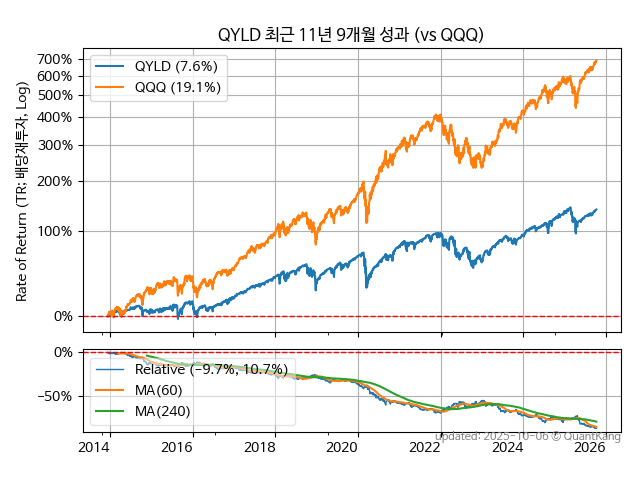 QYLD 최근 11년 9개월 성과 (vs QQQ)
Rate of Return (TR: 배당재투자, Log)
700%
600%
500%
400%
300%
200%
100%
0%
QYLD (7.6%)
QQQ (19.1%)
0%
−50%
Relative (−9.7%, 10.7%)
MA(60)
MA(240)
2014 2016 2018 2020 2022 2024 2026
updated: 2025-10-06 © QuantKang